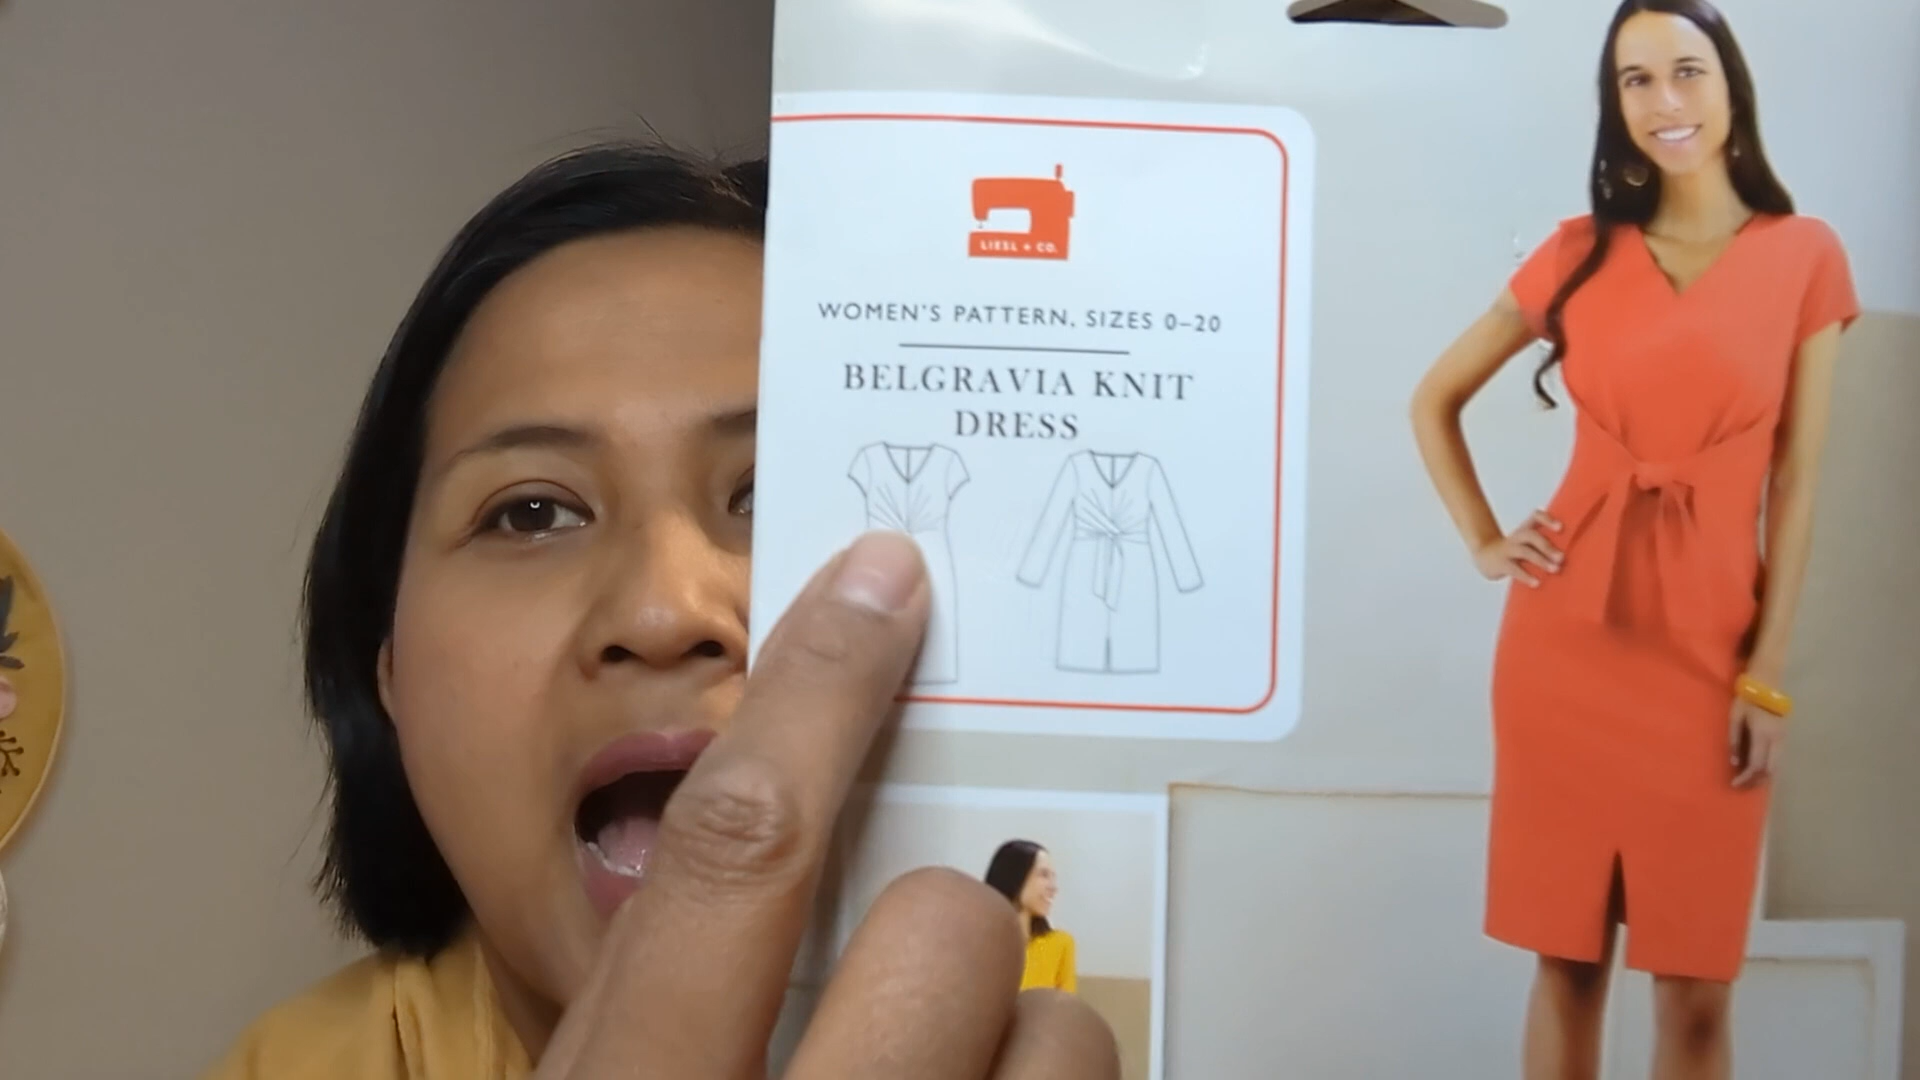 LIESL + CO.
WOMEN'S PATTERN, SIZES 0–20
BELGRAVIA KNIT
DRESS